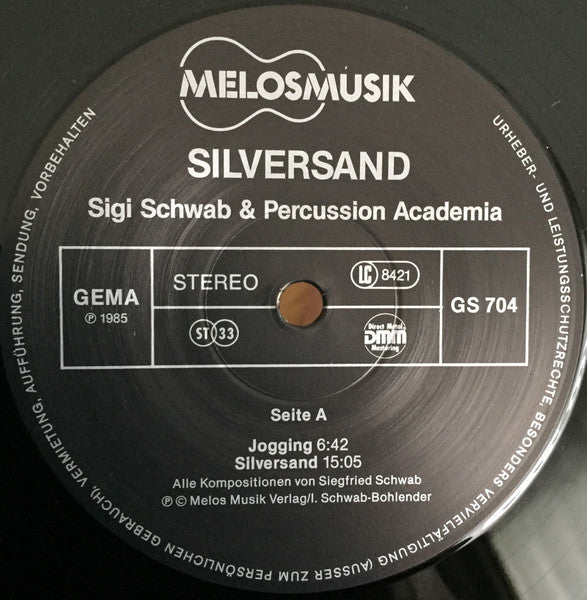 MELOSMUSIK
SILVERSAND
Sigi Schwab & Percussion Academia
GEMA
℗ 1985
STEREO
ST 33
LC 8421
Direct Metal
DMM
Mastering
GS 704
Seite A
Jogging 6:42
Silversand 15:05
Alle Kompositionen von Siegfried Schwab
℗ © Melos Musik Verlag/I. Schwab-Bohlender
URHEBER- UND LEISTUNGSSCHUTZRECHTE, BESONDERS VERVIELFÄLTIGUNG (AUSSER ZUM PERSÖNLICHEN GEBRAUCH), VERMIETUNG, AUFFÜHRUNG, SENDUNG, VORBEHALTEN